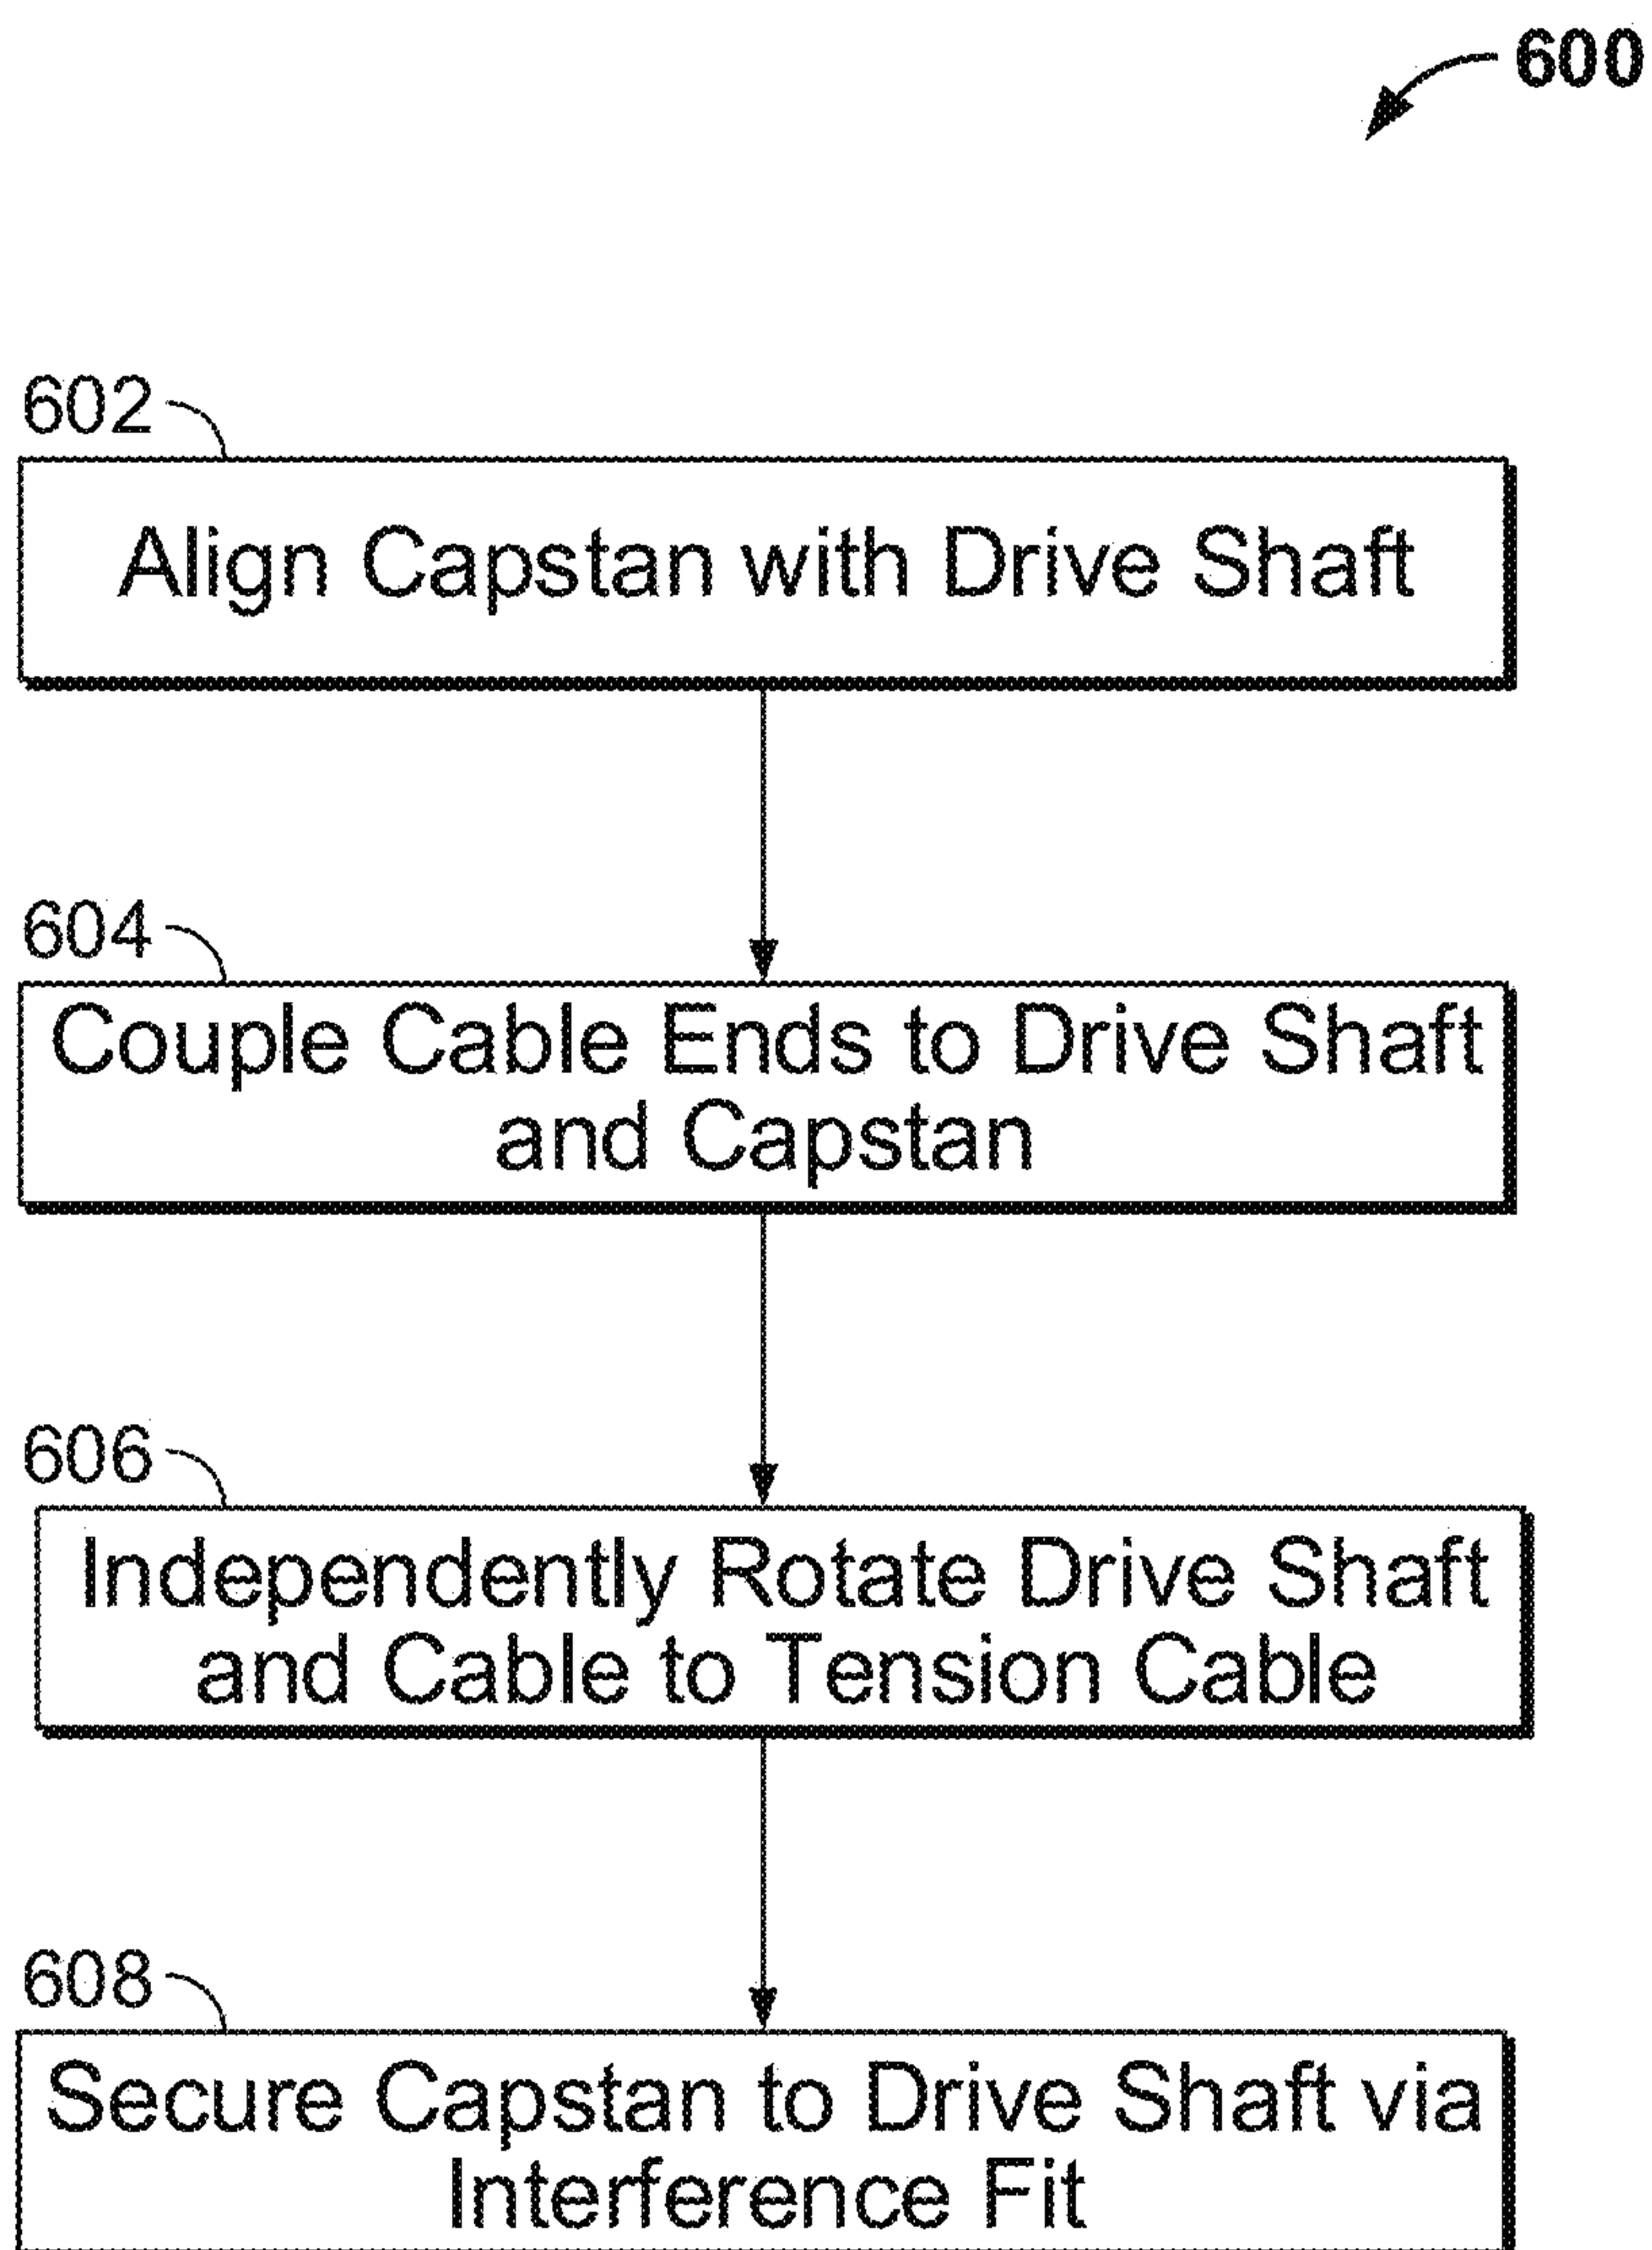 600
602
Align Capstan with Drive Shaft
604
Couple Cable Ends to Drive Shaft
and Capstan
606
Independently Rotate Drive Shaft
and Cable to Tension Cable
608
Secure Capstan to Drive Shaft via
Interference Fit